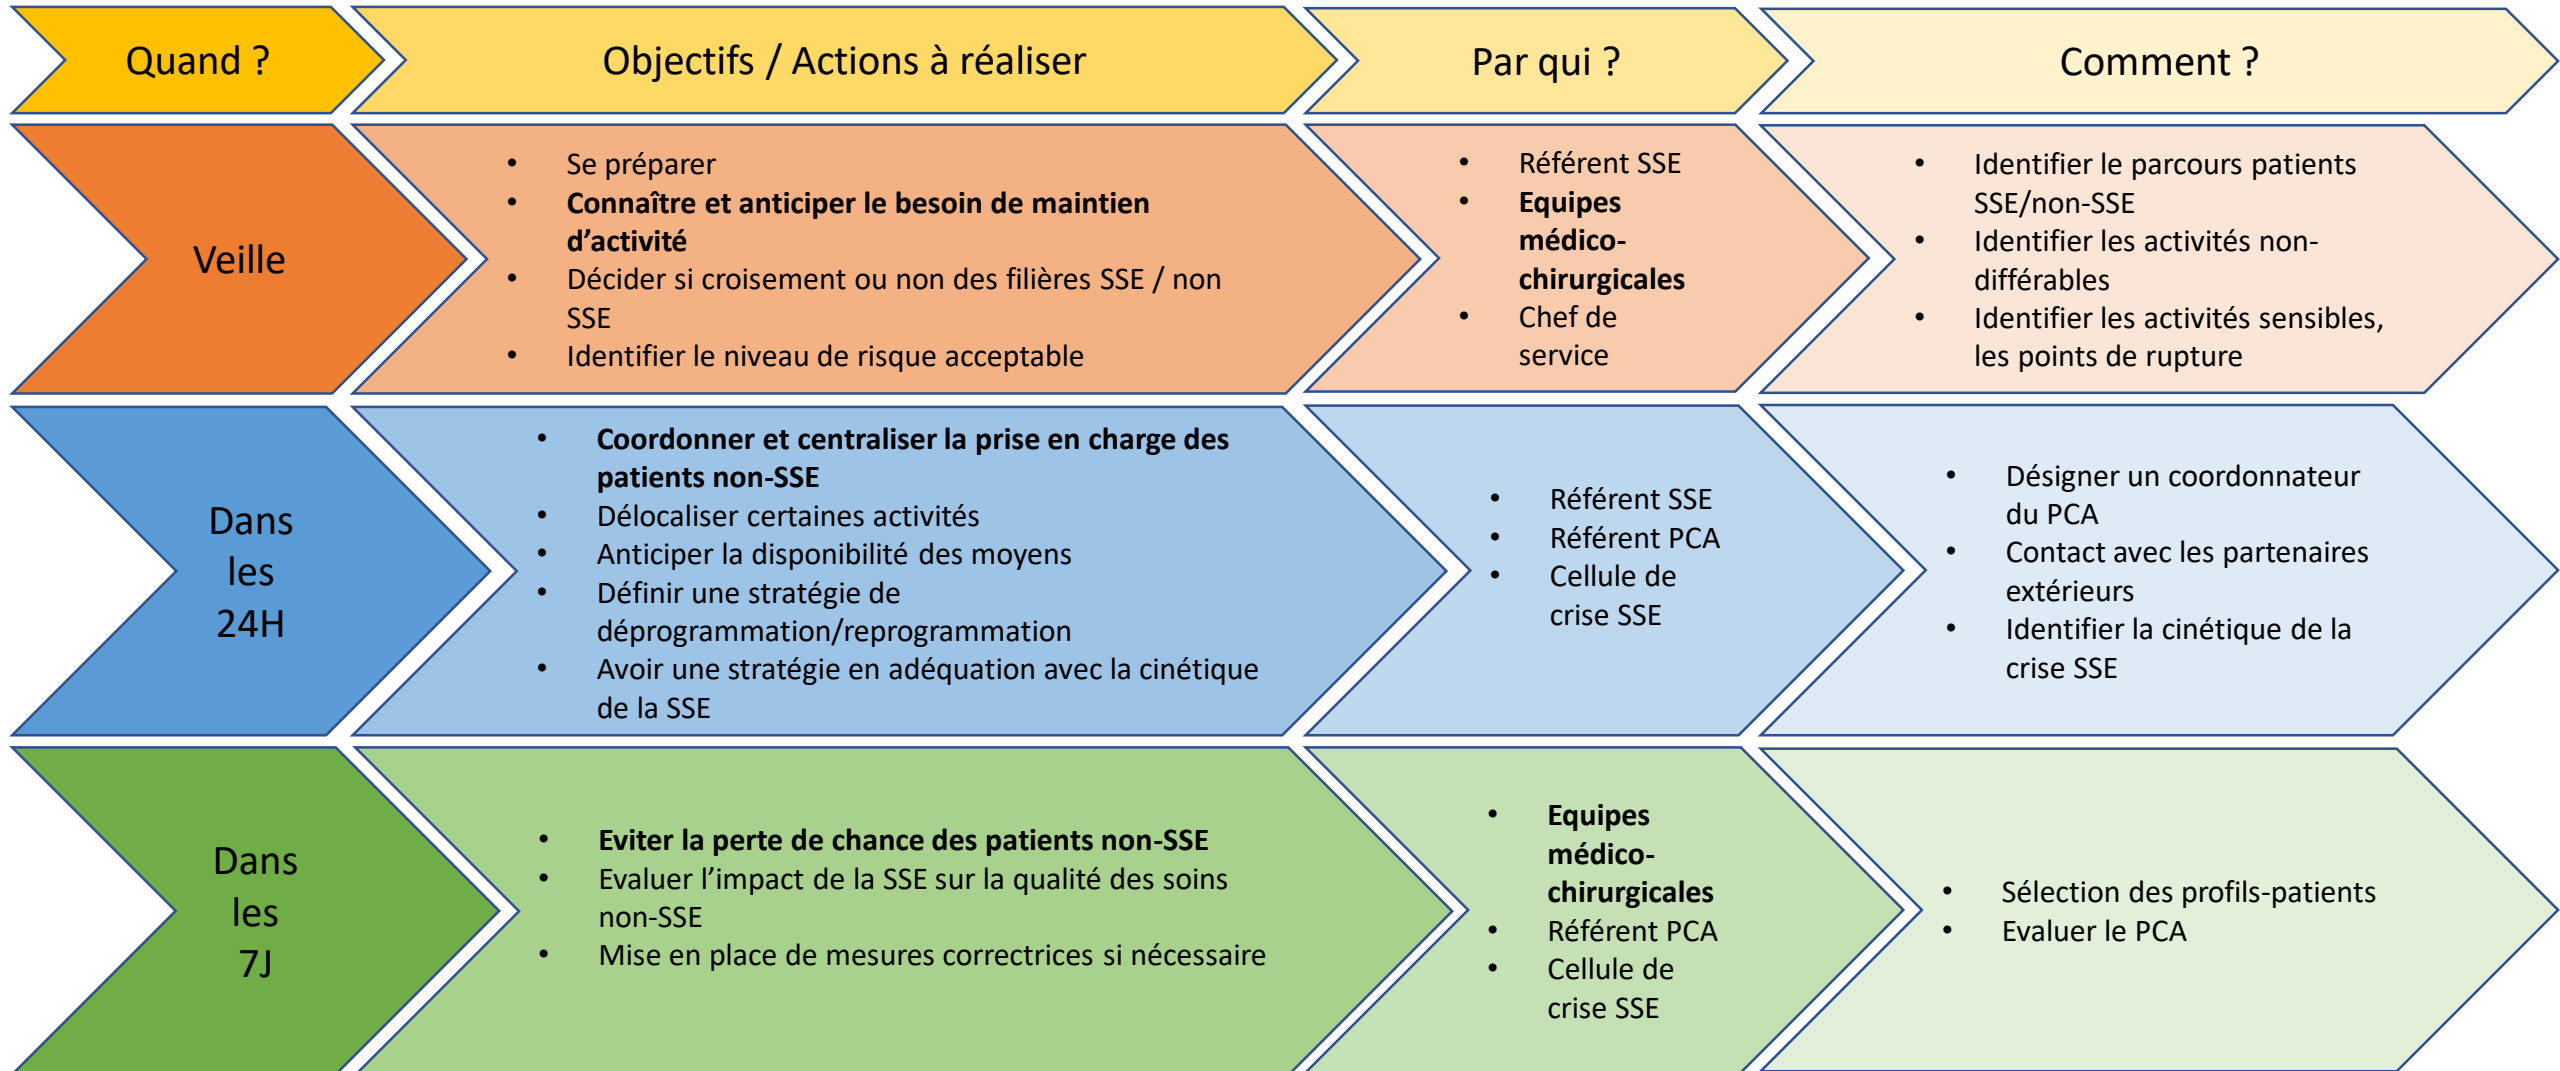 Quand ?
Objectifs / Actions à réaliser
Par qui ?
Comment ?
Veille
• Se préparer
• Connaître et anticiper le besoin de maintien
d’activité
• Décider si croisement ou non des filières SSE / non
SSE
• Identifier le niveau de risque acceptable
• Référent SSE
• Equipes
médico-
chirurgicales
• Chef de
service
• Identifier le parcours patients
SSE/non-SSE
• Identifier les activités non-
différables
• Identifier les activités sensibles,
les points de rupture
Dans
les
24H
• Coordonner et centraliser la prise en charge des
patients non-SSE
• Délocaliser certaines activités
• Anticiper la disponibilité des moyens
• Définir une stratégie de
déprogrammation/reprogrammation
• Avoir une stratégie en adéquation avec la cinétique
de la SSE
• Référent SSE
• Référent PCA
• Cellule de
crise SSE
• Désigner un coordonnateur
du PCA
• Contact avec les partenaires
extérieurs
• Identifier la cinétique de la
crise SSE
Dans
les
7J
• Eviter la perte de chance des patients non-SSE
• Evaluer l’impact de la SSE sur la qualité des soins
non-SSE
• Mise en place de mesures correctrices si nécessaire
• Equipes
médico-
chirurgicales
• Référent PCA
• Cellule de
crise SSE
• Sélection des profils-patients
• Evaluer le PCA